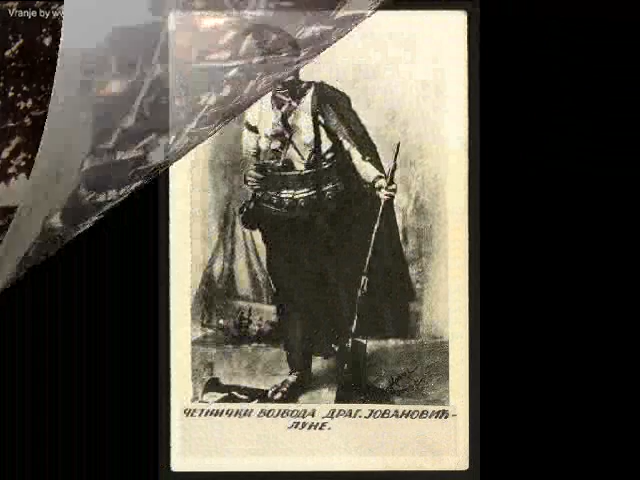 Vranje by
ЧЕТНИЧКИ ВОЈВОДА ДРАГ. ЈОВАНОВИЋ-
ЛУНЕ.